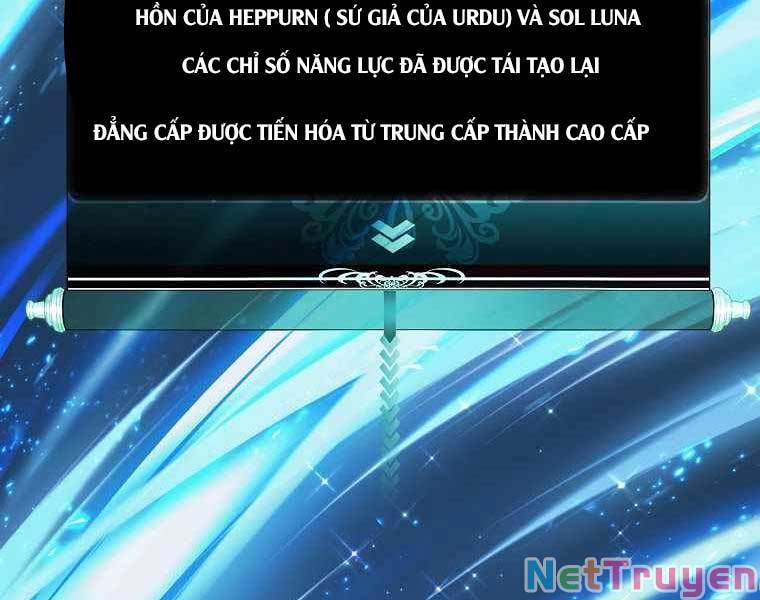 HỒN CỦA HEPPURN ( SỨ GIẢ CỦA URDU) VÀ SOL LUNA
CÁC CHỈ SỐ NĂNG LỰC ĐÃ ĐƯỢC TÁI TẠO LẠI
ĐẲNG CẤP ĐƯỢC TIẾN HÓA TỪ TRUNG CẤP THÀNH CAO CẤP
NetTruyen